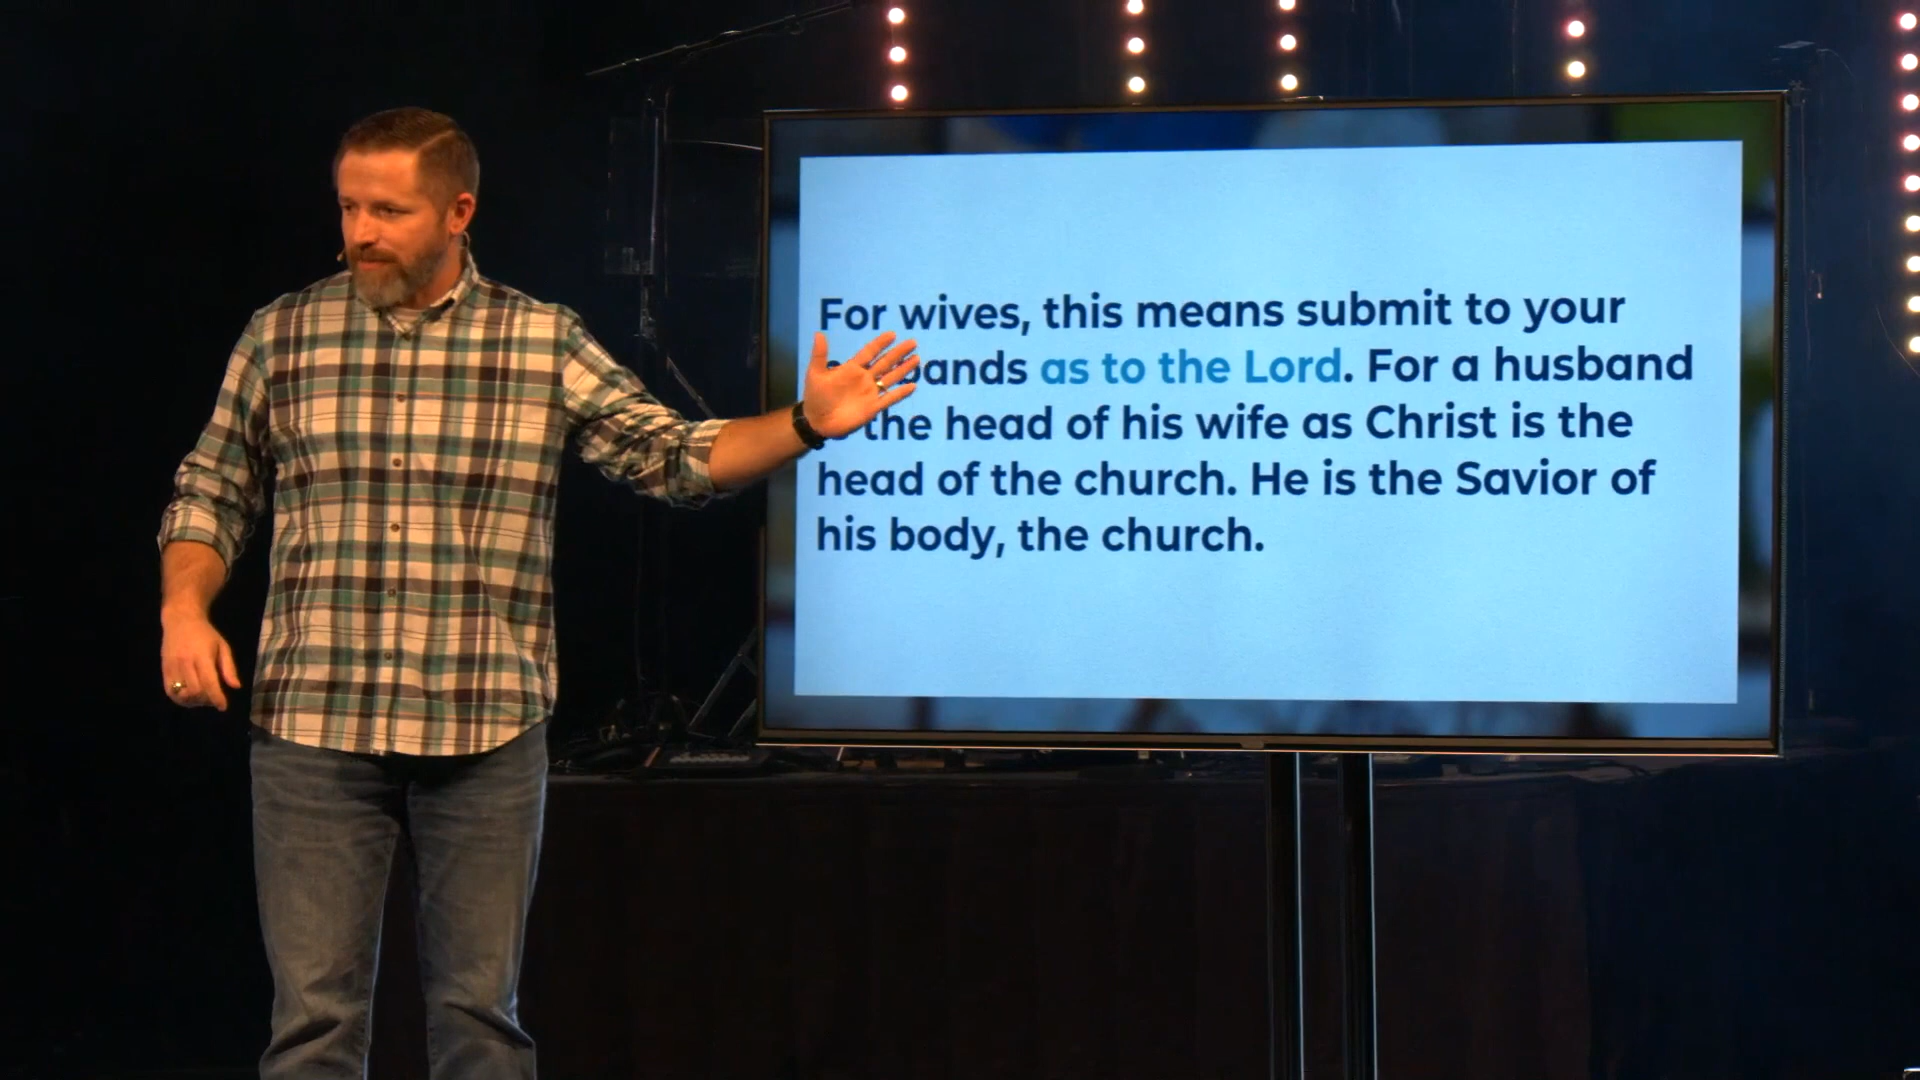 For wives, this means submit to your
as to the Lord. For a husband
the head of his wife as Christ is the
head of the church. He is the Savior of
his body, the church.